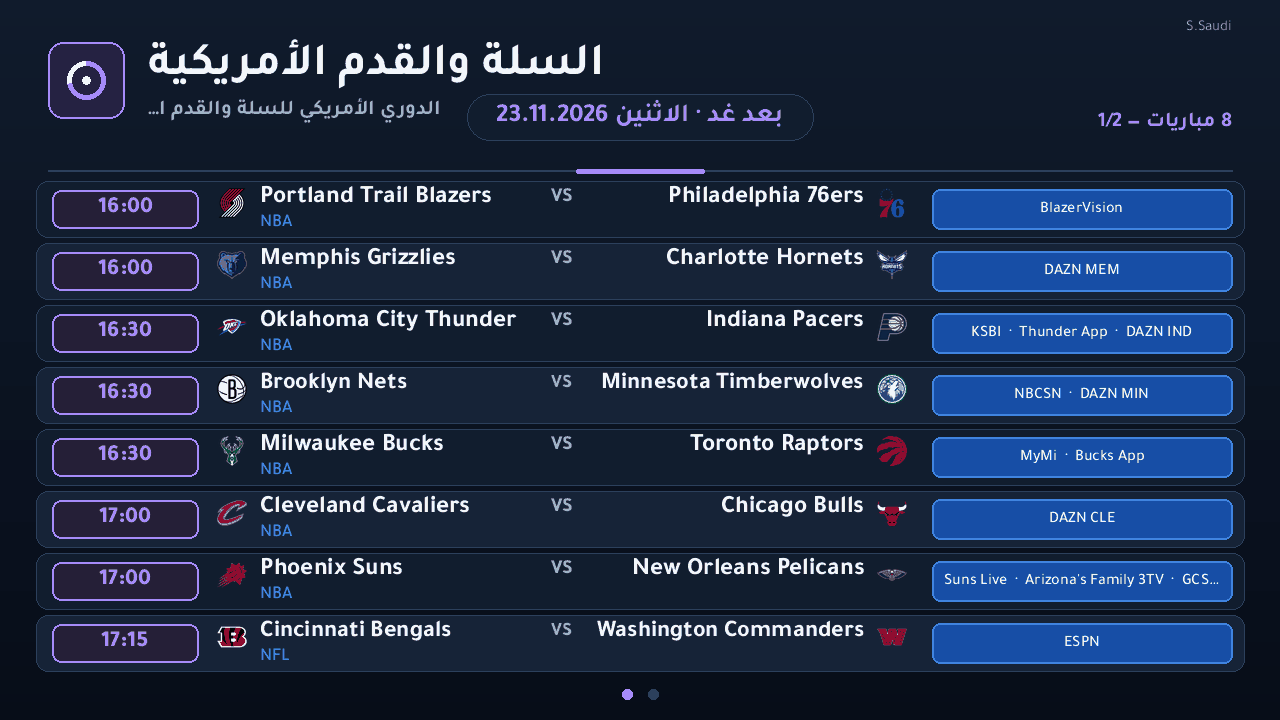 S.Saudi
السلة والقدم الأمريكية
الدوري الأمريكي للسلة والقدم ا...
بعد غد · الاثنين 23.11.2026
8 مباريات – 1/2
16:00 Portland Trail Blazers VS Philadelphia 76ers BlazerVision
NBA
16:00 Memphis Grizzlies VS Charlotte Hornets DAZN MEM
NBA
16:30 Oklahoma City Thunder VS Indiana Pacers KSBI · Thunder App · DAZN IND
NBA
16:30 Brooklyn Nets VS Minnesota Timberwolves NBCSN · DAZN MIN
NBA
16:30 Milwaukee Bucks VS Toronto Raptors MyMi · Bucks App
NBA
17:00 Cleveland Cavaliers VS Chicago Bulls DAZN CLE
NBA
17:00 Phoenix Suns VS New Orleans Pelicans Suns Live · Arizona's Family 3TV · GCS...
NBA
17:15 Cincinnati Bengals VS Washington Commanders ESPN
NFL